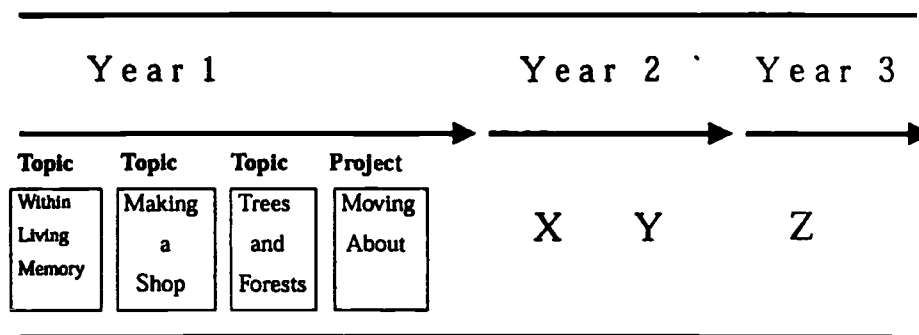 Year 1 Year 2 Year 3
Topic Topic Topic Project
Within Living Memory
Making a Shop
Trees and Forests
Moving About
X Y Z